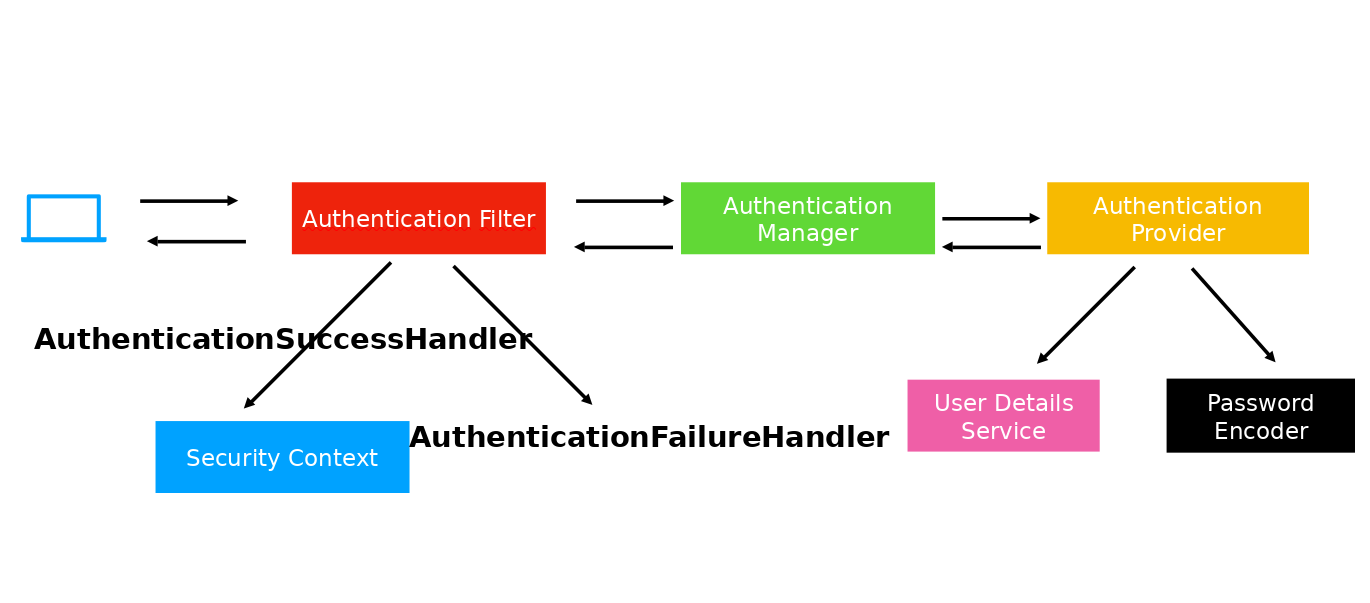 Authentication Filter
Authentication
Manager
Authentication
Provider
AuthenticationSuccessHandler
Security Context
AuthenticationFailureHandler
User Details
Service
Password
Encoder